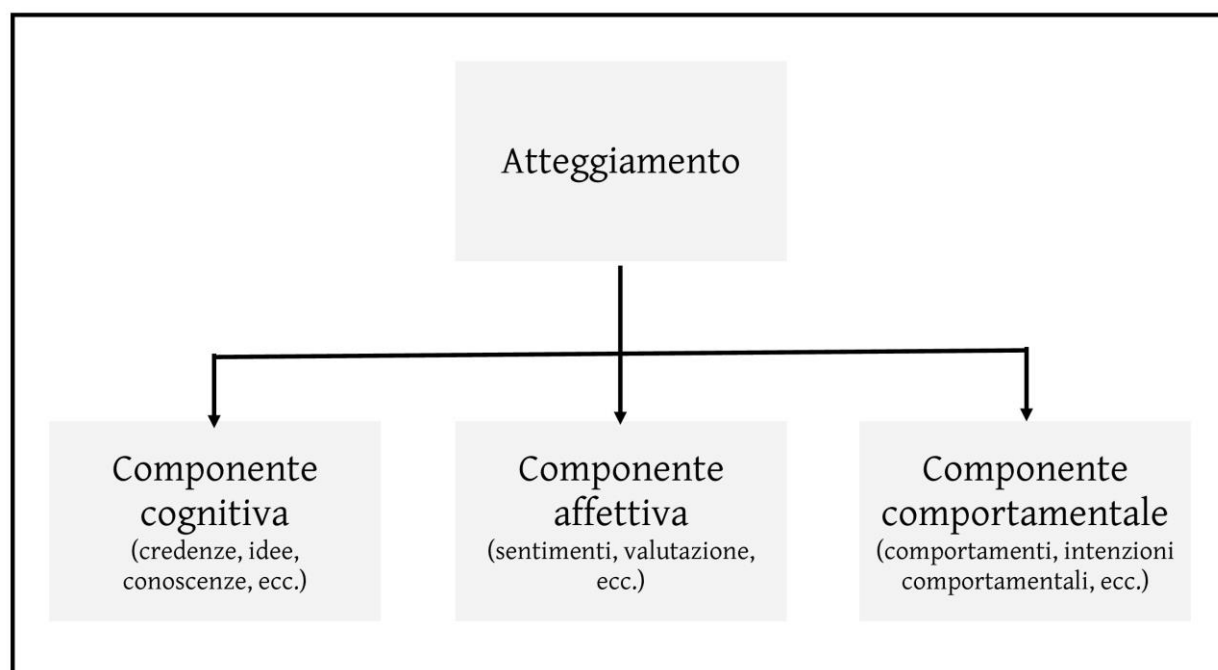 Atteggiamento
Componente
cognitiva
(credenze, idee,
conoscenze, ecc.)
Componente
affettiva
(sentimenti, valutazione,
ecc.)
Componente
comportamentale
(comportamenti, intenzioni
comportamentali, ecc.)